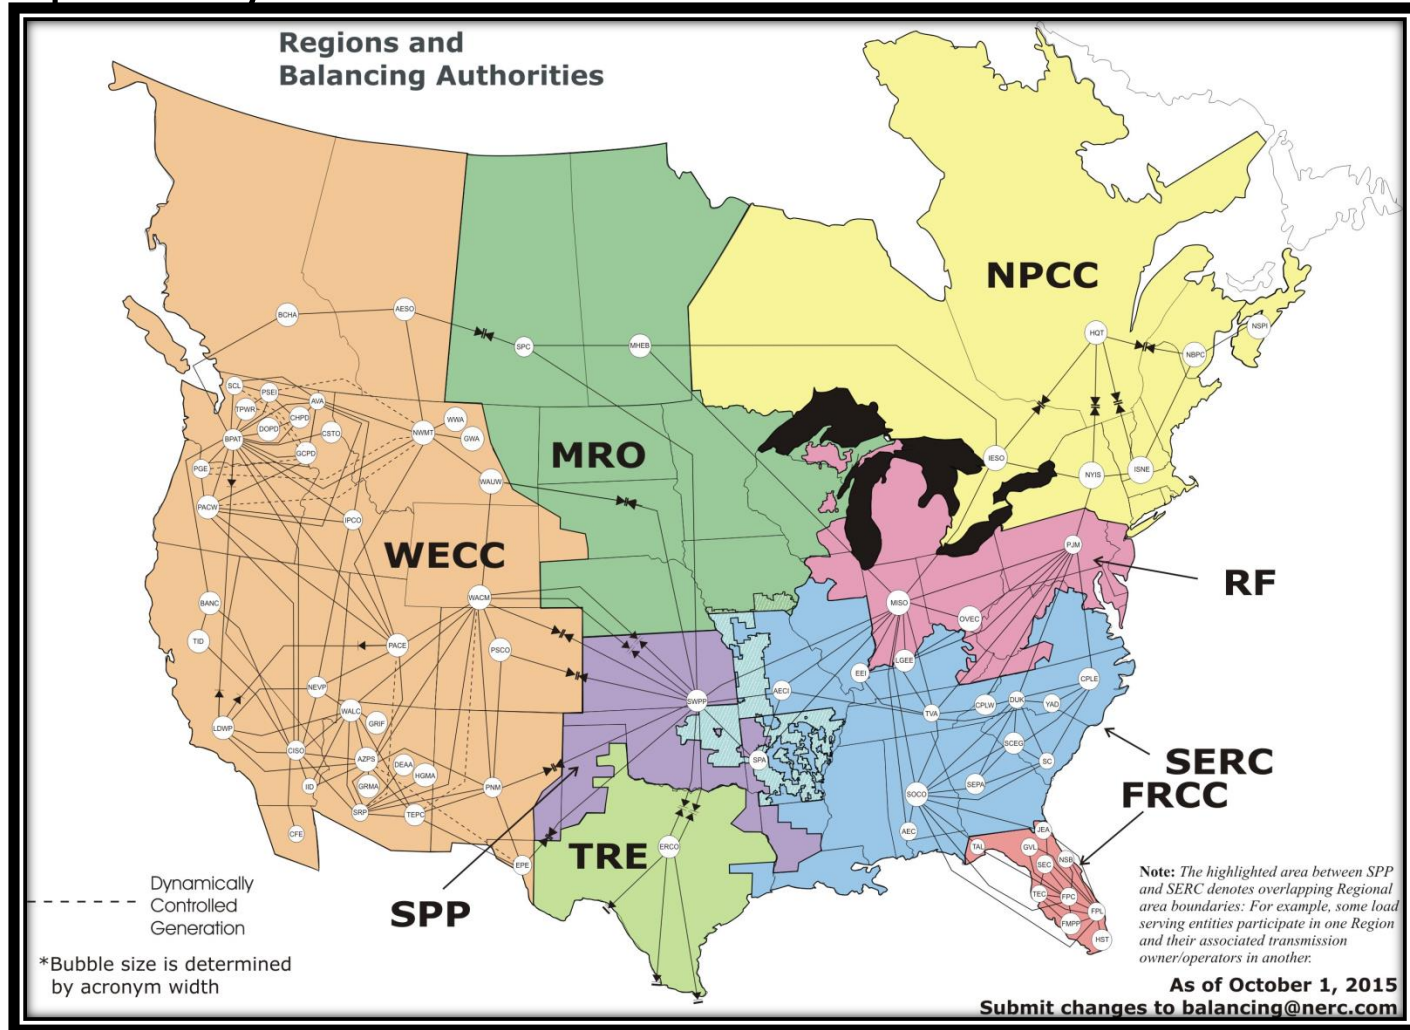 Regions and
Balancing Authorities
NPCC
BCHA
AESO
SPC
MHEB
HQT
NSPI
NBPC
SCL
PSEI
TPWR
AVA
CHPD
DOPD
CSTO
BPAT
GCPD
NWMT
WWA
GWA
PGE
WAUW
PACW
IPCO
MRO
IESO
NYIS
ISNE
WECC
PJM
RF
BANC
TID
WACM
PACE
PSCO
MISO
OVEC
LGEE
EEI
AECI
NEVP
WALC
GRIF
LDWP
CISO
AZPS
DEAA
HGMA
IID
GRMA
SRP
TEPC
PNM
CFE
EPE
SWPP
SPA
TVA
CPLW
DUK
YAD
CPLE
SCEG
SC
SEPA
SOCO
AEC
SERC
FRCC
ERCO
TRE
SPP
JEA
TAL
GVL
NSB
SEC
TEC
FPC
FPL
FMPP
HST
Dynamically
Controlled
Generation
*Bubble size is determined
by acronym width
Note: The highlighted area between SPP
and SERC denotes overlapping Regional
area boundaries: For example, some load
serving entities participate in one Region
and their associated transmission
owner/operators in another.
As of October 1, 2015
Submit changes to balancing@nerc.com